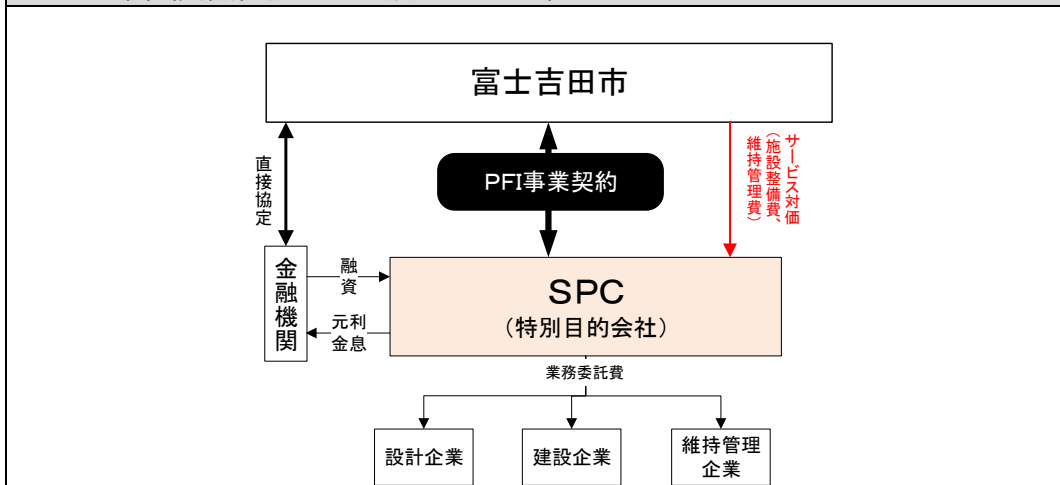 富士吉田市
直接協定
PFI事業契約
サービス対価
（施設整備費、
維持管理費）
金融機関
融
資
元利
金息
SPC
（特別目的会社）
業務委託費
設計企業
建設企業
維持管理
企業